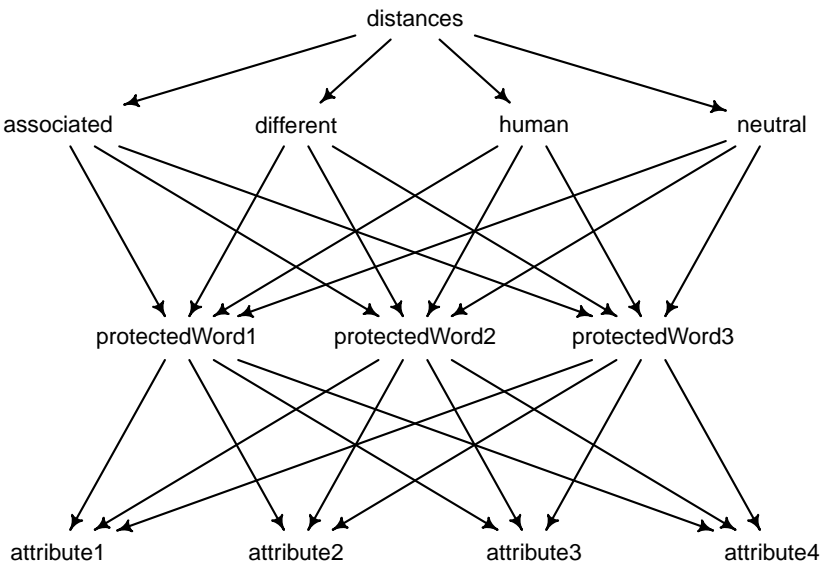 distances
associated different human neutral
protectedWord1 protectedWord2 protectedWord3
attribute1 attribute2 attribute3 attribute4